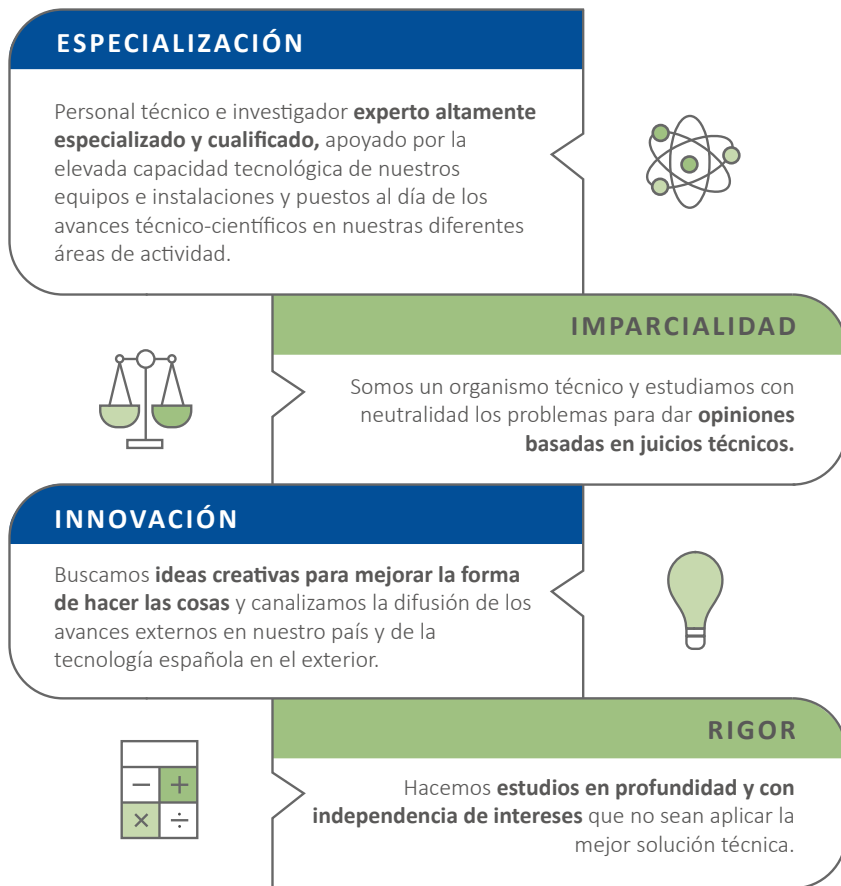 ESPECIALIZACIÓN
Personal técnico e investigador experto altamente
especializado y cualificado, apoyado por la
elevada capacidad tecnológica de nuestros
equipos e instalaciones y puestos al día de los
avances técnico-científicos en nuestras diferentes
áreas de actividad.
IMPARCIALIDAD
Somos un organismo técnico y estudiamos con
neutralidad los problemas para dar opiniones
basadas en juicios técnicos.
INNOVACIÓN
Buscamos ideas creativas para mejorar la forma
de hacer las cosas y canalizamos la difusión de los
avances externos en nuestro país y de la
tecnología española en el exterior.
RIGOR
Hacemos estudios en profundidad y con
independencia de intereses que no sean aplicar la
mejor solución técnica.
− +
× ÷